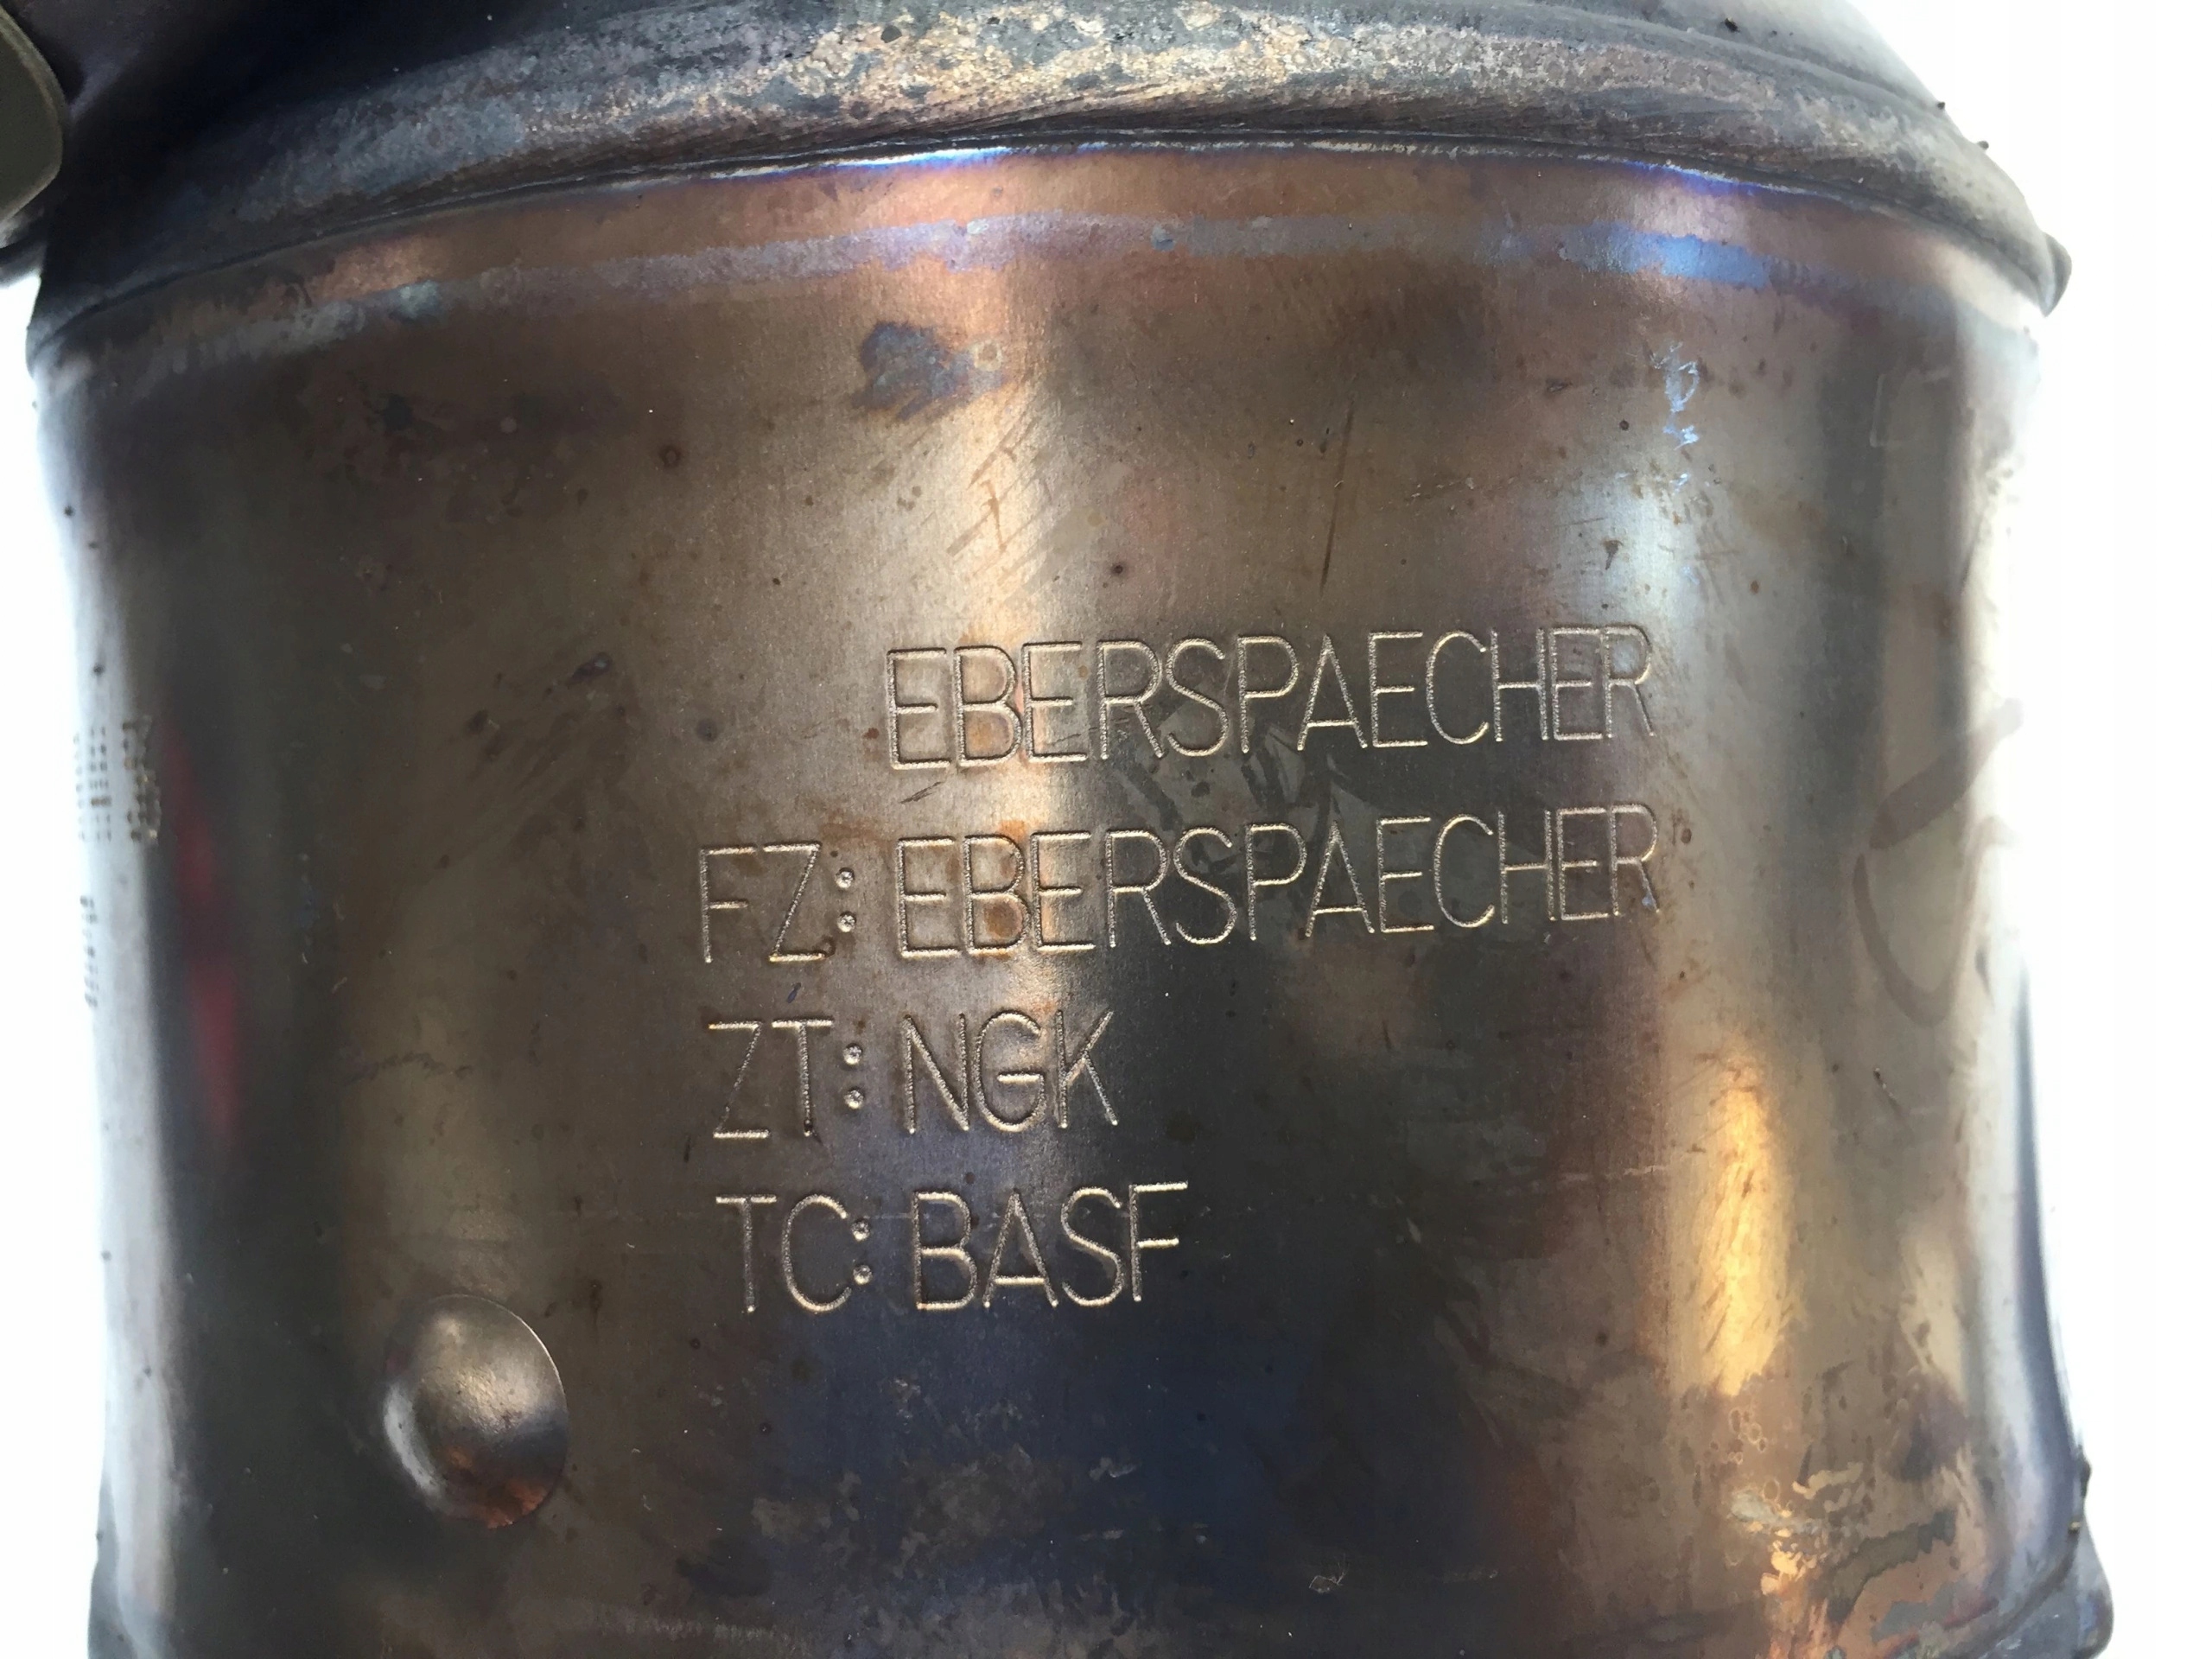 EBERSPAECHER
FZ: EBERSPAECHER
ZT: NGK
TC: BASF